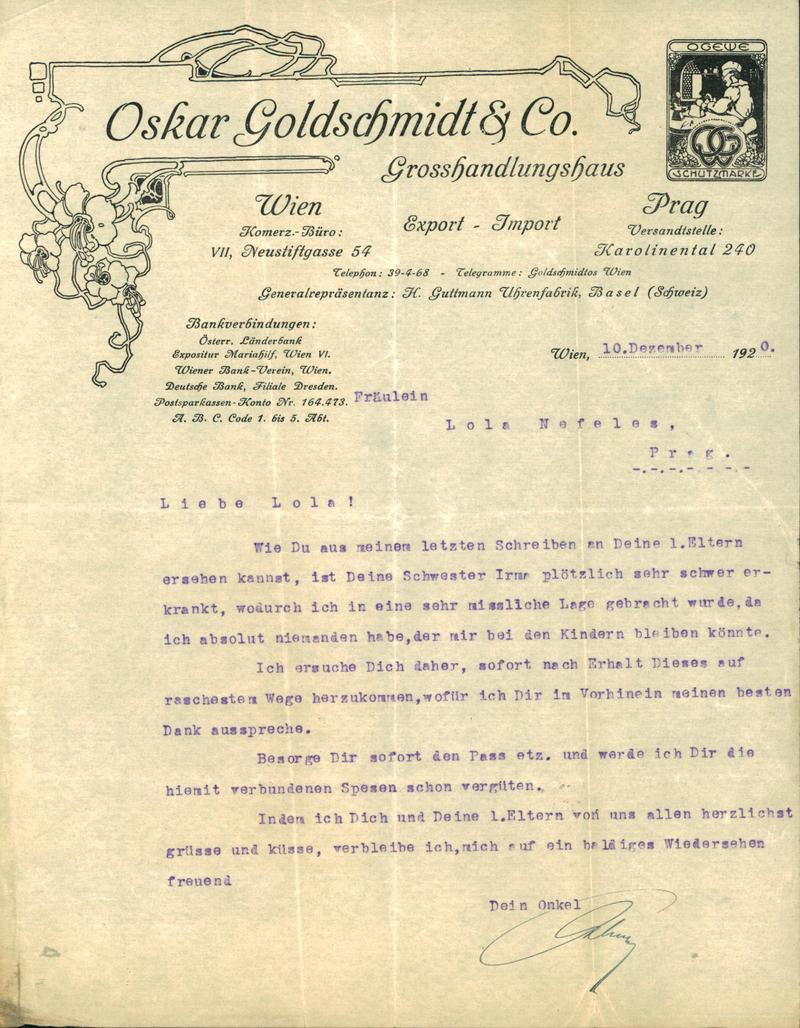 OGEWE
OWG
SCHUTZMARKE
Oskar Goldschmidt & Co.
Grosshandlungshaus
Wien
Komerz.-Büro:
VII, Neustiftgasse 54
Export - Import
Prag
Versandtstelle:
Karolinental 240
Telephon: 39-4-68 - Telegramme: Goldschmidtos Wien
Generalrepräsentanz: H. Guttmann Uhrenfabrik, Basel (Schweiz)
Bankverbindungen:
Österr. Länderbank
Expositur Mariahilf, Wien VI.
Wiener Bank-Verein, Wien.
Deutsche Bank, Filiale Dresden.
Postsparkassen-Konto Nr. 164.473.
A. B. C. Code 1. bis 5. Abt.
Wien, 10.Dezember 1920.
Fräulein
Lola Nefeles,
Prag.
Liebe Lola!
Wie Du aus meinem letzten Schreiben an Deine l.Eltern
ersehen kannst, ist Deine Schwester Irma plötzlich sehr schwer er-
krankt, wodurch ich in eine sehr missliche Lage gebracht wurde,da
ich absolut niemanden habe,der mir bei den Kindern bleiben könnte.
Ich ersuche Dich daher, sofort nach Erhalt Dieses auf
raschestem Wege herzukommen,wofür ich Dir im Vorhinein meinen besten
Dank ausspreche.
Besorge Dir sofort den Pass etz. und werde ich Dir die
hiemit verbundenen Spesen schon vergüten.
Indem ich Dich und Deine l.Eltern von uns allen herzlichst
grüsse und küsse, verbleibe ich,mich auf ein baldiges Wiedersehen
freuend
Dein Onkel